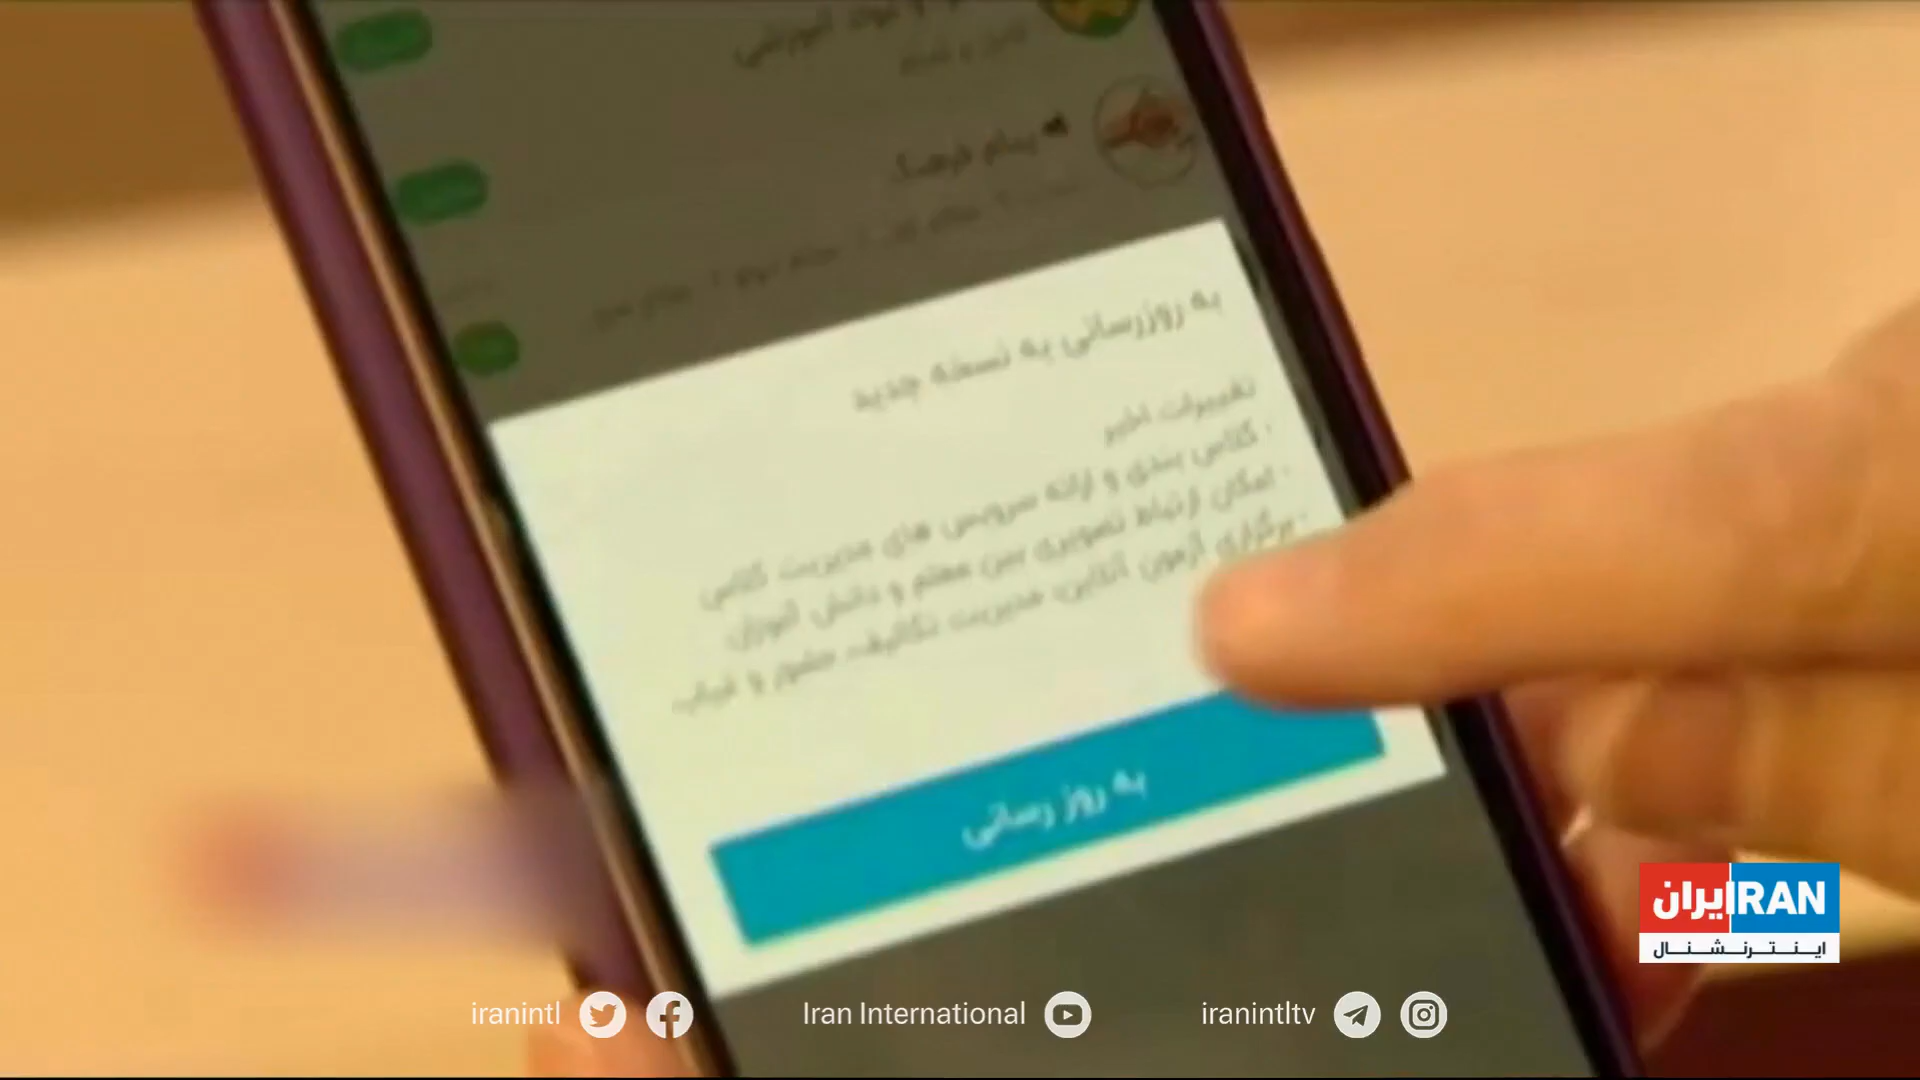 پیام فرهنگ
به روزرسانی به نسخه جدید
تغییرات اخیر
· کلاس بندی و ارائه سرویس های مدیریت کلاس
· امکان ارتباط تصویری بین معلم و دانش آموزان
· برگزاری آزمون آنلاین، مدیریت تکالیف، حضور و غیاب
به روز رسانی
ایران IRAN
اینترنشنال
iranintl
Iran International
iranintltv